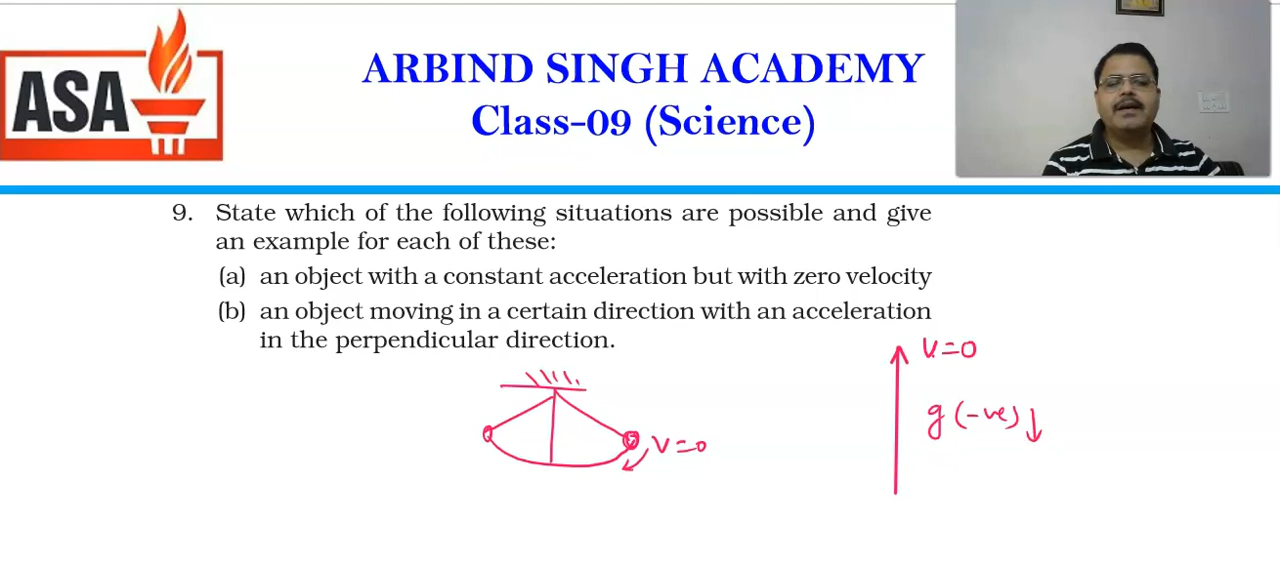 ASA
ARBIND SINGH ACADEMY
Class-09 (Science)
9. State which of the following situations are possible and give
an example for each of these:
(a) an object with a constant acceleration but with zero velocity
(b) an object moving in a certain direction with an acceleration
in the perpendicular direction.
V=0
g (-ve) ↓
V=0